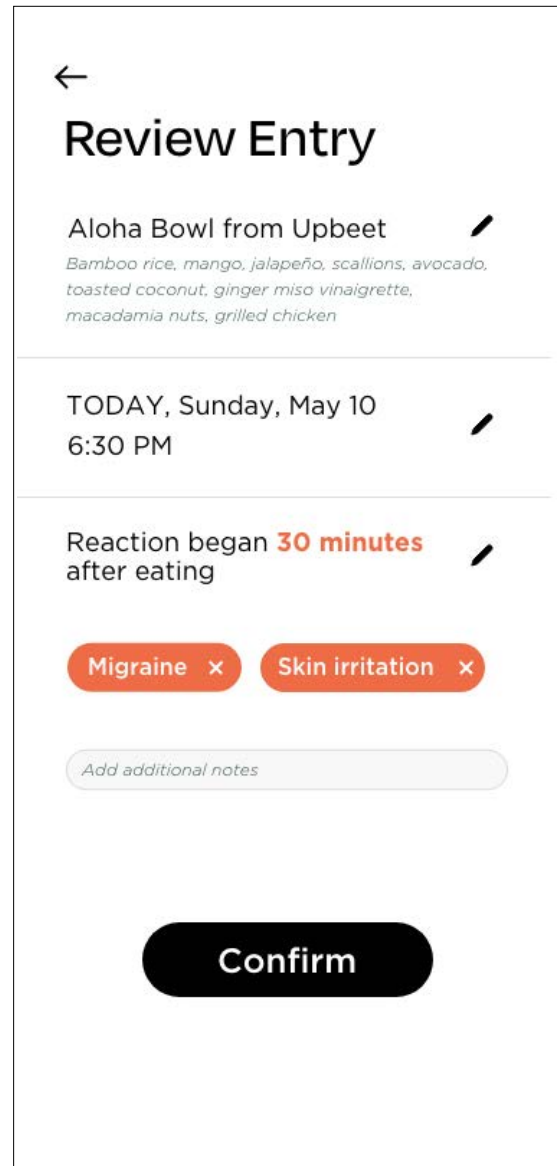 Review Entry
Aloha Bowl from Upbeet
Bamboo rice, mango, jalapeño, scallions, avocado,
toasted coconut, ginger miso vinaigrette,
macadamia nuts, grilled chicken
TODAY, Sunday, May 10
6:30 PM
Reaction began 30 minutes
after eating
Migraine × Skin irritation ×
Add additional notes
Confirm